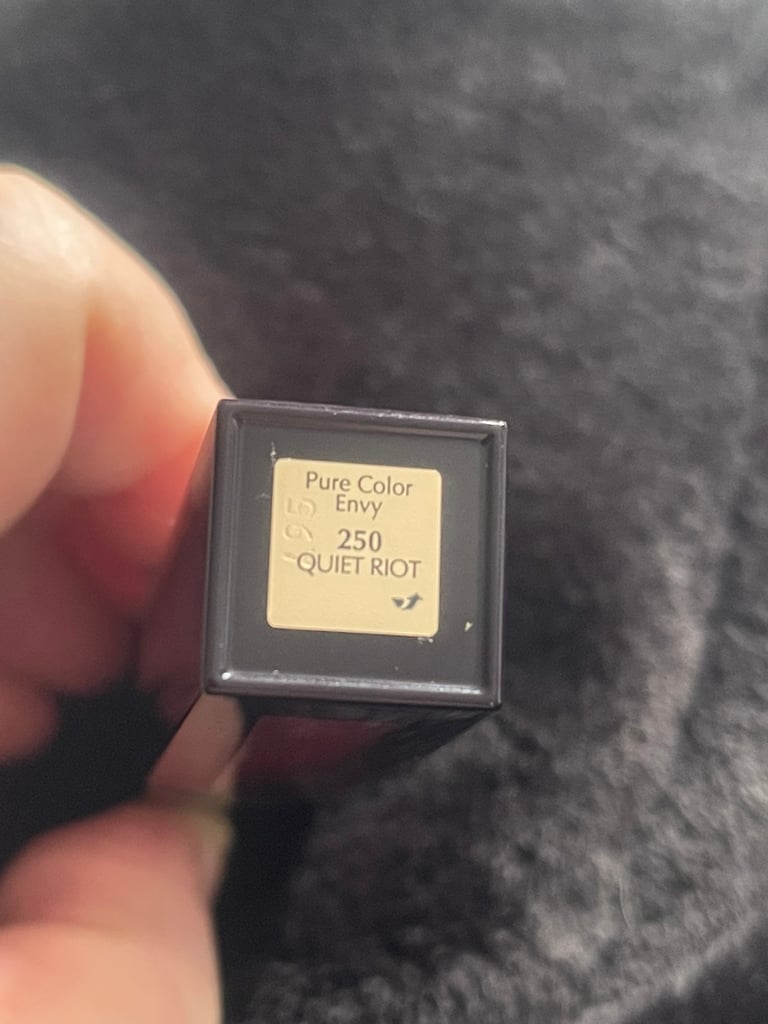 Pure Color
Envy
250
QUIET RIOT